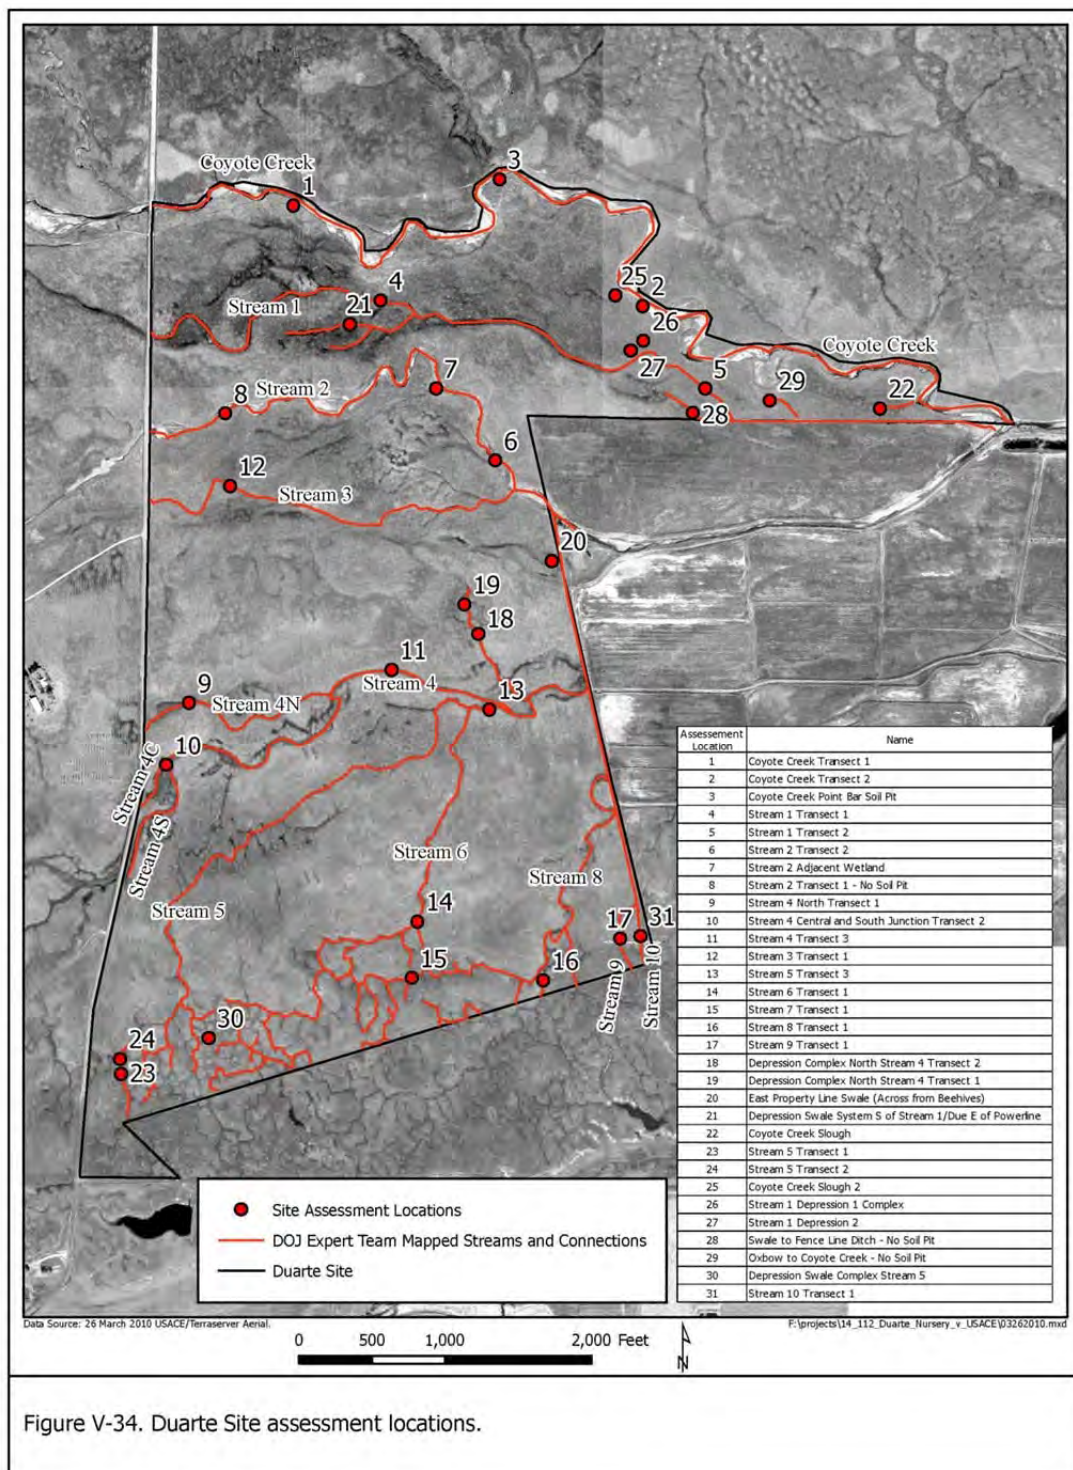 Coyote Creek
1
3
4
25
2
21
Stream 1
26
Coyote Creek
7
27
5
29
22
Stream 2
8
28
6
12
Stream 3
20
19
18
11
Stream 4
9
Stream 4N
13
10
Stream 4C
Stream 4S
Stream 6
Stream 8
Stream 5
14
17
31
15
16
Stream 9
Stream 10
30
24
23
Assessement Location Name
1 Coyote Creek Transect 1
2 Coyote Creek Transect 2
3 Coyote Creek Point Bar Soil Pit
4 Stream 1 Transect 1
5 Stream 1 Transect 2
6 Stream 2 Transect 2
7 Stream 2 Adjacent Wetland
8 Stream 2 Transect 1 - No Soil Pit
9 Stream 4 North Transect 1
10 Stream 4 Central and South Junction Transect 2
11 Stream 4 Transect 3
12 Stream 3 Transect 1
13 Stream 5 Transect 3
14 Stream 6 Transect 1
15 Stream 7 Transect 1
16 Stream 8 Transect 1
17 Stream 9 Transect 1
18 Depression Complex North Stream 4 Transect 2
19 Depression Complex North Stream 4 Transect 1
20 East Property Line Swale (Across from Beehives)
21 Depression Swale System S of Stream 1/Due E of Powerline
22 Coyote Creek Slough
23 Stream 5 Transect 1
24 Stream 5 Transect 2
25 Coyote Creek Slough 2
26 Stream 1 Depression 1 Complex
27 Stream 1 Depression 2
28 Swale to Fence Line Ditch - No Soil Pit
29 Oxbow to Coyote Creek - No Soil Pit
30 Depression Swale Complex Stream 5
31 Stream 10 Transect 1
Site Assessment Locations
DOJ Expert Team Mapped Streams and Connections
Duarte Site
Data Source: 26 March 2010 USACE/Terraserver Aerial.
F:\projects\14_112_Duarte_Nursery_v_USACE\03262010.mxd
0 500 1,000 2,000 Feet
N
Figure V-34. Duarte Site assessment locations.